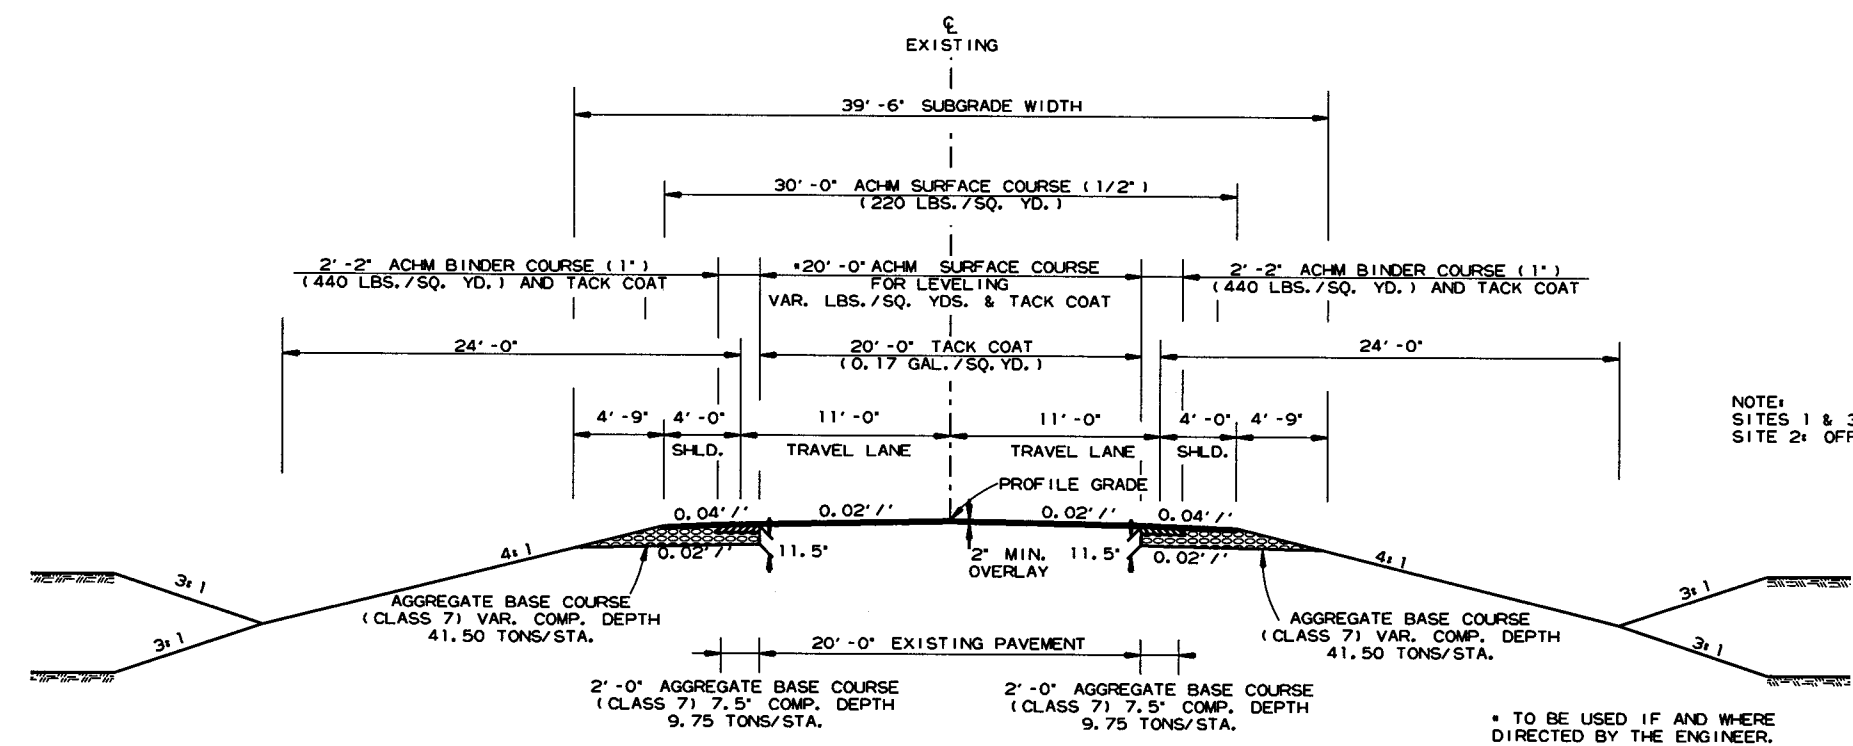 ℄
EXISTING
39'-6" SUBGRADE WIDTH
30'-0" ACHM SURFACE COURSE (1/2")
(220 LBS./SQ. YD.)
2'-2" ACHM BINDER COURSE (1")
(440 LBS./SQ. YD.) AND TACK COAT
*20'-0" ACHM SURFACE COURSE
FOR LEVELING
VAR. LBS./SQ. YDS. & TACK COAT
2'-2" ACHM BINDER COURSE (1")
(440 LBS./SQ. YD.) AND TACK COAT
24'-0"
20'-0" TACK COAT
(0.17 GAL./SQ.YD.)
24'-0"
4'-9"
4'-0"
11'-0"
11'-0"
4'-0"
4'-9"
SHLD.
TRAVEL LANE
TRAVEL LANE
SHLD.
NOTE:
SITES 1 & 3
SITE 2: OFF
PROFILE GRADE
0.04'/'
0.02'/'
0.02'/'
0.04'/'
4:1
0.02'/'
11.5"
2" MIN.
OVERLAY
11.5"
0.02'/'
4:1
3:1
3:1
3:1
3:1
AGGREGATE BASE COURSE
(CLASS 7) VAR. COMP. DEPTH
41.50 TONS/STA.
AGGREGATE BASE COURSE
(CLASS 7) VAR. COMP. DEPTH
41.50 TONS/STA.
20'-0" EXISTING PAVEMENT
2'-0" AGGREGATE BASE COURSE
(CLASS 7) 7.5" COMP. DEPTH
9.75 TONS/STA.
2'-0" AGGREGATE BASE COURSE
(CLASS 7) 7.5" COMP. DEPTH
9.75 TONS/STA.
* TO BE USED IF AND WHERE
DIRECTED BY THE ENGINEER.